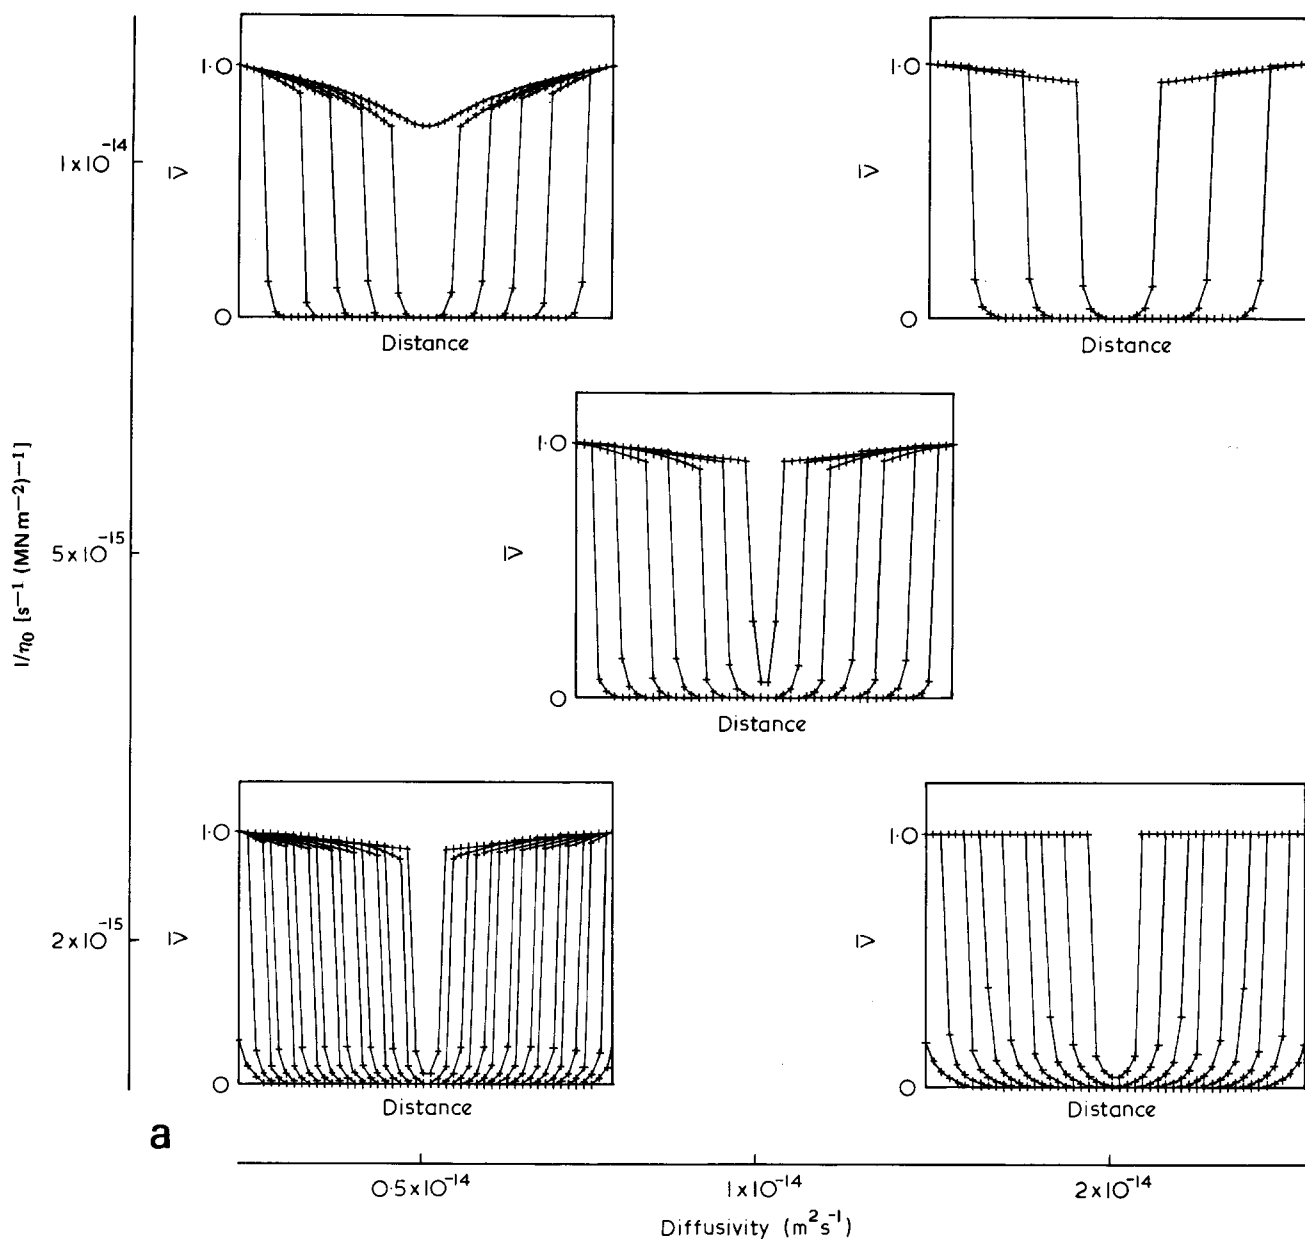 1·0
V̅
0
Distance
1·0
V̅
0
Distance
1×10⁻¹⁴
1·0
V̅
0
Distance
5×10⁻¹⁵
1/η₀ [s⁻¹ (MN m⁻²)⁻¹]
1·0
V̅
0
Distance
1·0
V̅
0
Distance
2×10⁻¹⁵
a
0·5×10⁻¹⁴
1×10⁻¹⁴
2×10⁻¹⁴
Diffusivity (m²s⁻¹)